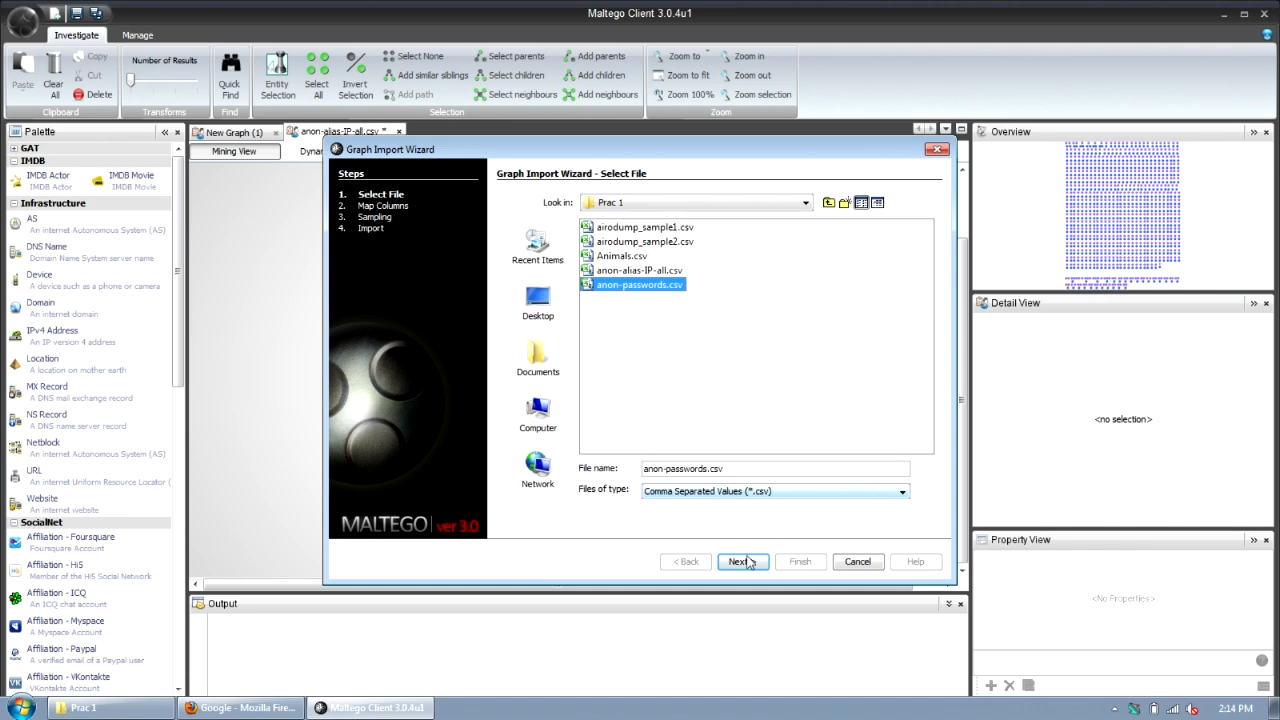 Maltego Client 3.0.4u1
Investigate
Manage
Paste
Clear All
Copy
Cut
Delete
Clipboard
Number of Results
Transforms
Quick Find
Find
Entity Selection
Select All
Invert Selection
Select None
Add similar siblings
Add path
Select parents
Select children
Select neighbours
Add parents
Add children
Add neighbours
Selection
Zoom to
Zoom to fit
Zoom 100%
Zoom in
Zoom out
Zoom selection
Zoom
Palette
GAT
IMDB
IMDB Actor
IMDB Actor
IMDB Movie
IMDB Movie
Infrastructure
AS
An internet Autonomous System (AS)
DNS Name
Domain Name System server name
Device
A device such as a phone or camera
Domain
An internet domain
IPv4 Address
An IP version 4 address
Location
A location on mother earth
MX Record
A DNS mail exchange record
NS Record
A DNS name server record
Netblock
An internet Autonomous System (AS)
URL
An internet Uniform Resource Locator (
Website
An internet website
SocialNet
Affiliation - Foursquare
Foursquare Account
Affiliation - Hi5
Member of the Hi5 Social Network
Affiliation - ICQ
An ICQ chat account
Affiliation - Myspace
A Myspace Account
Affiliation - Paypal
A verified email of a Paypal user
Affiliation - VKontakte
VKontakte Account
New Graph (1)
anon-alias-IP-all.csv *
Mining View
Dynam
Graph Import Wizard
Steps
1. Select File
2. Map Columns
3. Sampling
4. Import
MALTEGO ver 3.0
Graph Import Wizard - Select File
Look in:
Prac 1
Recent Items
Desktop
Documents
Computer
Network
airodump_sample1.csv
airodump_sample2.csv
Animals.csv
anon-alias-IP-all.csv
anon-passwords.csv
File name:
anon-passwords.csv
Files of type:
Comma Separated Values (*.csv)
< Back
Next >
Finish
Cancel
Help
Output
Overview
Detail View
<no selection>
Property View
<No Properties>
Prac 1
Google - Mozilla Fire...
Maltego Client 3.0.4u1
2:14 PM